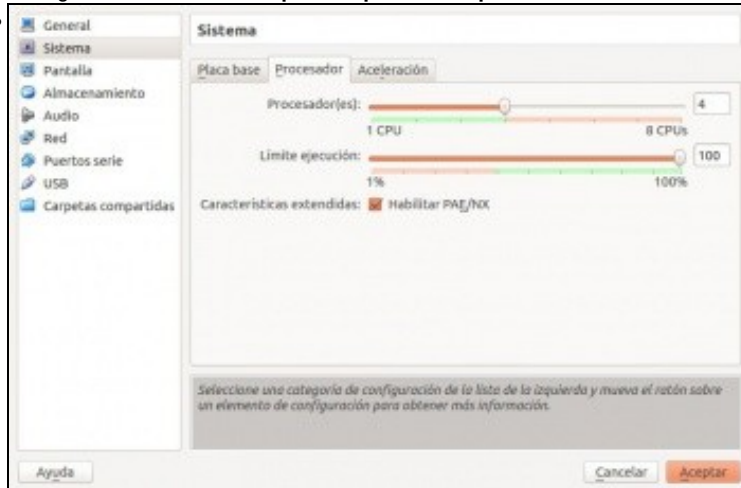 General
Sistema
Pantalla
Almacenamiento
Audio
Red
Puertos serie
USB
Carpetas compartidas
Sistema
Placa base Procesador Aceleración
Procesador(es): 4
1 CPU 8 CPUs
Límite ejecución: 100
1% 100%
Características extendidas: Habilitar PAE/NX
Seleccione una categoría de configuración de la lista de la izquierda y mueva el ratón sobre
un elemento de configuración para obtener más información.
Ayuda Cancelar Aceptar